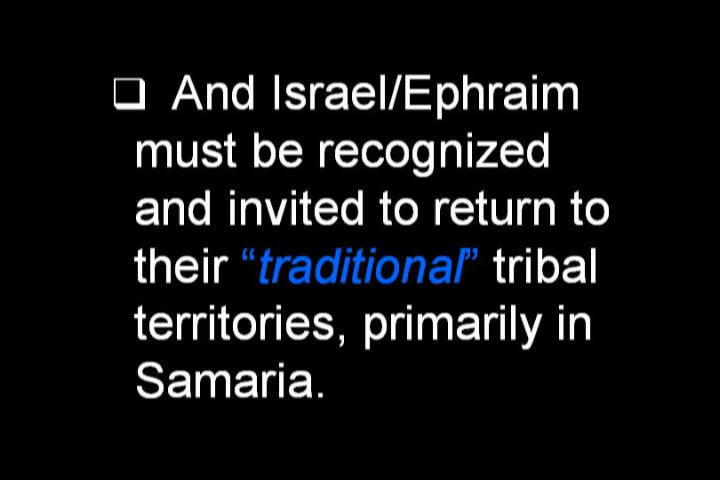 ❑ And Israel/Ephraim
must be recognized
and invited to return to
their “traditional” tribal
territories, primarily in
Samaria.